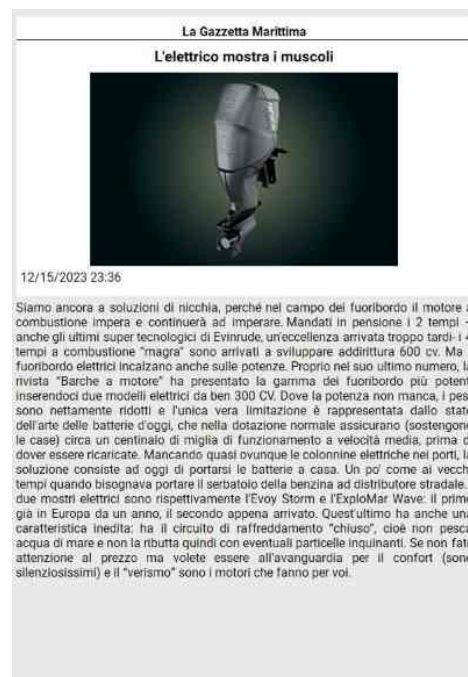 La Gazzetta Marittima
L'elettrico mostra i muscoli
12/15/2023 23:36
Siamo ancora a soluzioni di nicchia, perché nel campo dei fuoribordo il motore a
combustione impera e continuerà ad imperare. Mandati in pensione i 2 tempi -
anche gli ultimi super tecnologici di Evinrude, un'eccellenza arrivata troppo tardi- i 4
tempi a combustione "magra" sono arrivati a sviluppare addirittura 600 cv. Ma i
fuoribordo elettrici incalzano anche sulle potenze. Proprio nel suo ultimo numero, la
rivista "Barche a motore" ha presentato la gamma dei fuoribordo più potenti
inserendoci due modelli elettrici da ben 300 CV. Dove la potenza non manca, i pesi
sono nettamente ridotti e l'unica vera limitazione è rappresentata dallo stato
dell'arte delle batterie d'oggi, che nella dotazione normale assicurano (sostengono
le case) circa un centinaio di miglia di funzionamento a velocità media, prima di
dover essere ricaricate. Mancando quasi ovunque le colonnine elettriche nei porti, la
soluzione consiste ad oggi di portarsi le batterie a casa. Un po' come ai vecchi
tempi quando bisognava portare il serbatoio della benzina ad distributore stradale. I
due mostri elettrici sono rispettivamente l'Evoy Storm e l'ExploMar Wave: il primo
già in Europa da un anno, il secondo appena arrivato. Quest'ultimo ha anche una
caratteristica inedita: ha il circuito di raffreddamento "chiuso", cioè non pesca
acqua di mare e non la ributta quindi con eventuali particelle inquinanti. Se non fate
attenzione al prezzo ma volete essere all'avanguardia per il confort (sono
silenziosissimi) e il "verismo" sono i motori che fanno per voi.